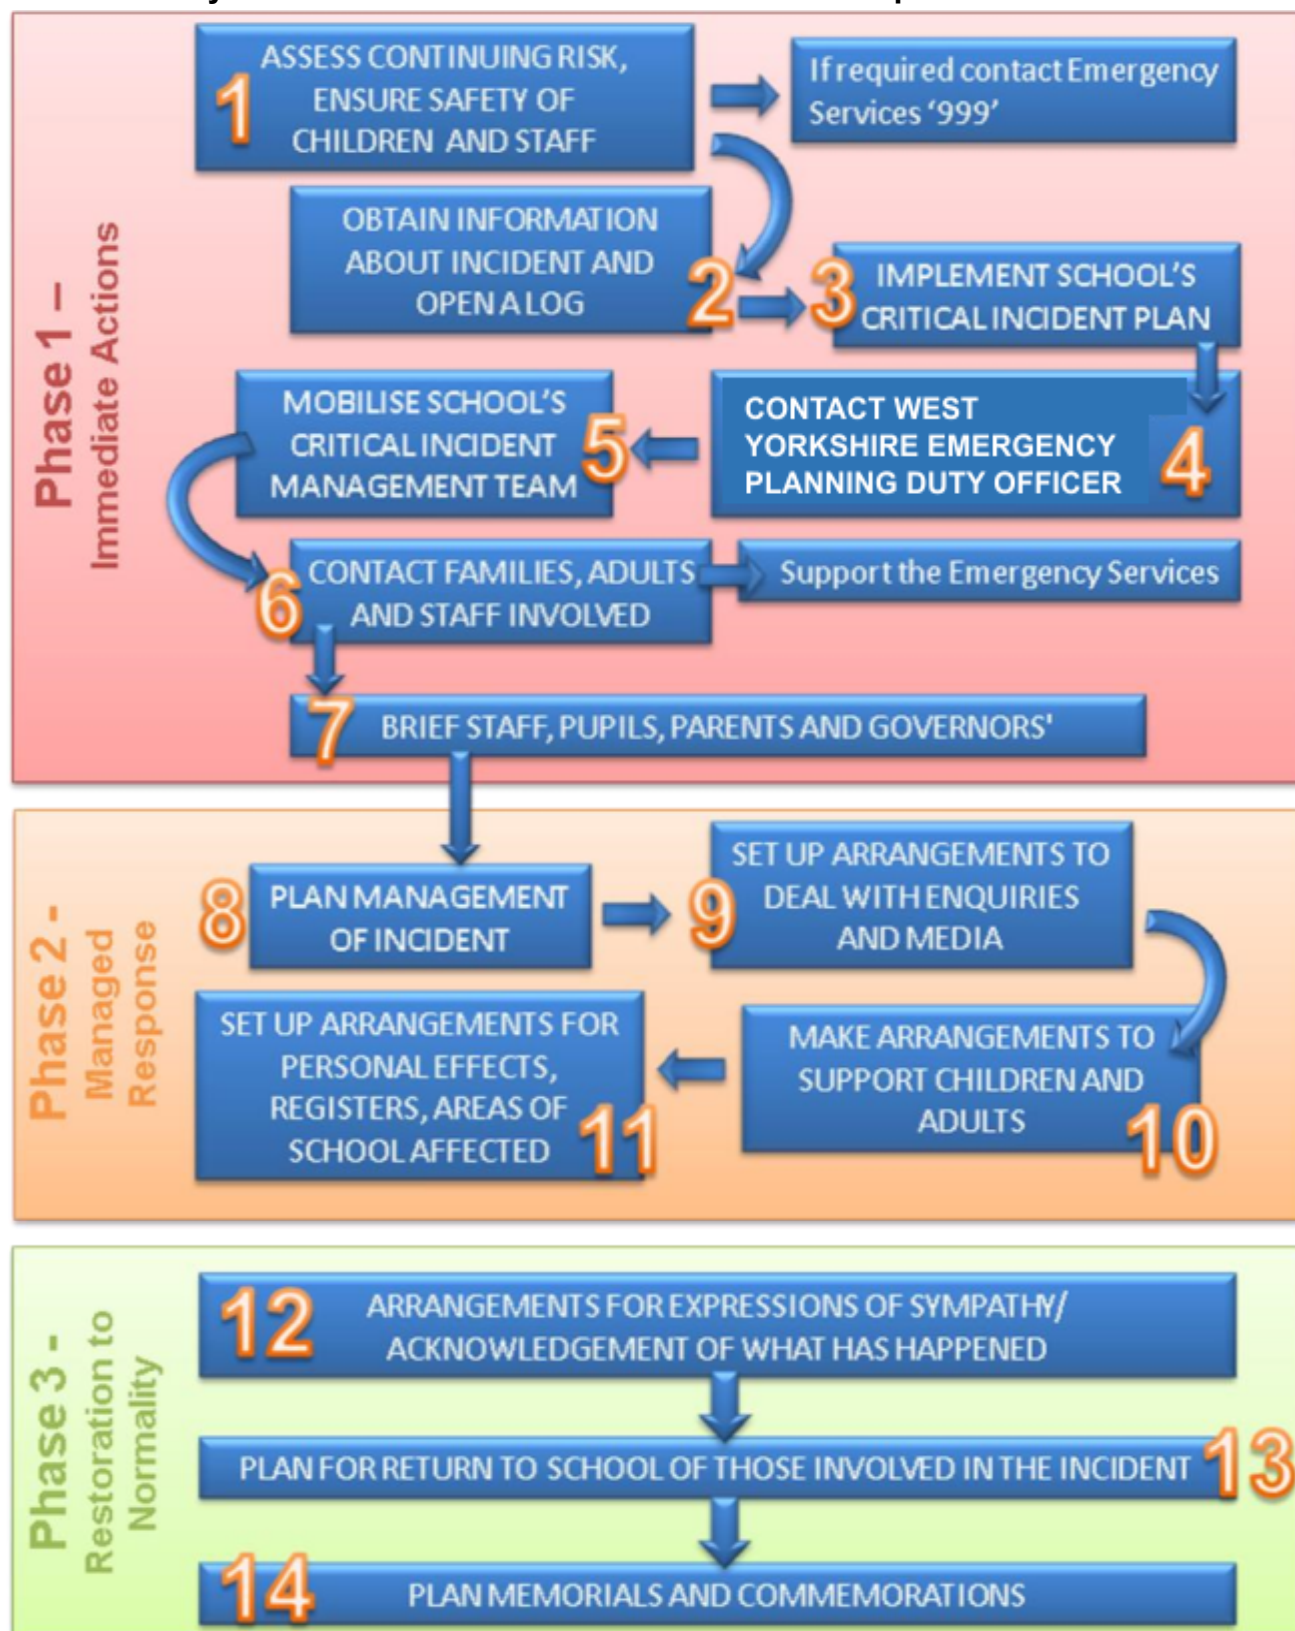 Phase 1 –
Immediate Actions
1
ASSESS CONTINUING RISK,
ENSURE SAFETY OF
CHILDREN AND STAFF
If required contact Emergency
Services ‘999’
OBTAIN INFORMATION
ABOUT INCIDENT AND
OPEN A LOG
2
3
IMPLEMENT SCHOOL’S
CRITICAL INCIDENT PLAN
CONTACT WEST
YORKSHIRE EMERGENCY
PLANNING DUTY OFFICER
4
MOBILISE SCHOOL’S
CRITICAL INCIDENT
MANAGEMENT TEAM
5
6
CONTACT FAMILIES, ADULTS
AND STAFF INVOLVED
Support the Emergency Services
7
BRIEF STAFF, PUPILS, PARENTS AND GOVERNORS'
Phase 2 -
Managed
Response
8
PLAN MANAGEMENT
OF INCIDENT
9
SET UP ARRANGEMENTS TO
DEAL WITH ENQUIRIES
AND MEDIA
MAKE ARRANGEMENTS TO
SUPPORT CHILDREN AND
ADULTS
10
SET UP ARRANGEMENTS FOR
PERSONAL EFFECTS,
REGISTERS, AREAS OF
SCHOOL AFFECTED
11
Phase 3 -
Restoration to
Normality
12
ARRANGEMENTS FOR EXPRESSIONS OF SYMPATHY/
ACKNOWLEDGEMENT OF WHAT HAS HAPPENED
PLAN FOR RETURN TO SCHOOL OF THOSE INVOLVED IN THE INCIDENT
13
14
PLAN MEMORIALS AND COMMEMORATIONS